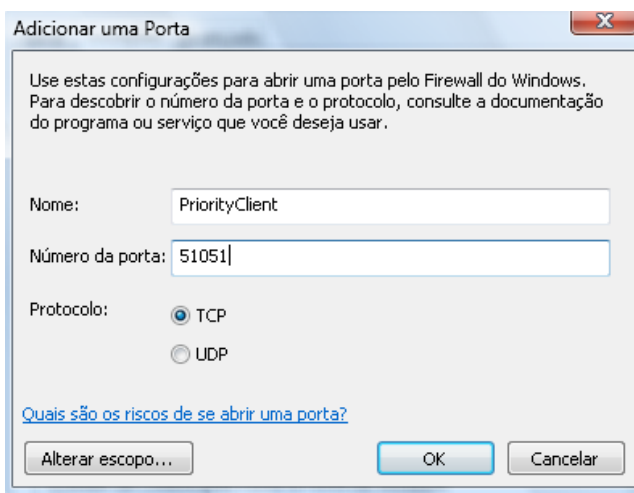 Adicionar uma Porta
Use estas configurações para abrir uma porta pelo Firewall do Windows.
Para descobrir o número da porta e o protocolo, consulte a documentação
do programa ou serviço que você deseja usar.
Nome: PriorityClient
Número da porta: 51051
Protocolo: TCP
UDP
Quais são os riscos de se abrir uma porta?
Alterar escopo... OK Cancelar